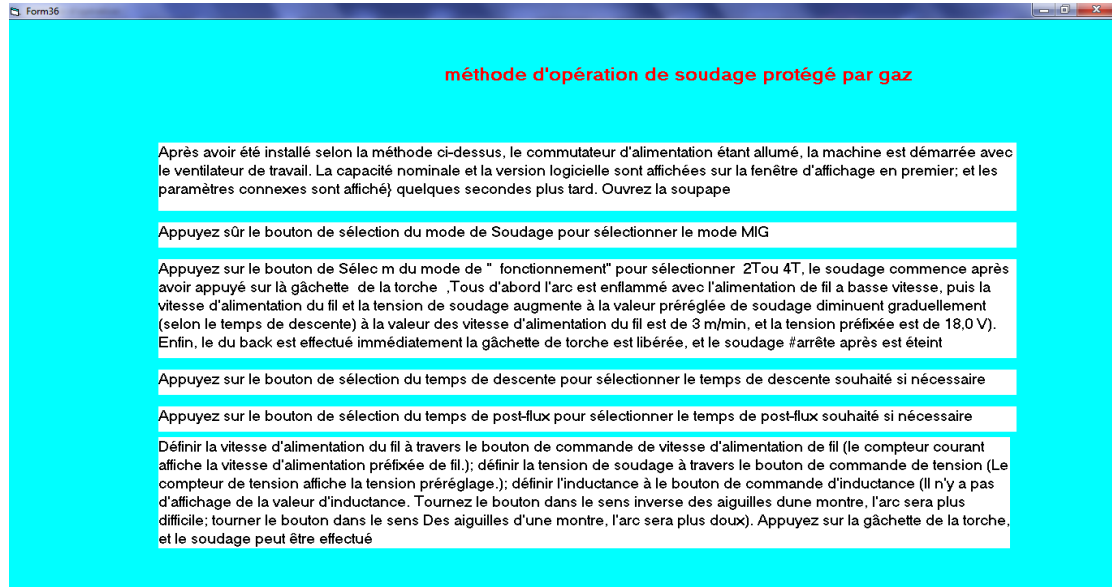 Form36
méthode d'opération de soudage protégé par gaz
Après avoir été installé selon la méthode ci-dessus, le commutateur d'alimentation étant allumé, la machine est démarrée avec
le ventilateur de travail. La capacité nominale et la version logicielle sont affichées sur la fenêtre d'affichage en premier; et les
paramètres connexes sont affiché} quelques secondes plus tard. Ouvrez la soupape
Appuyez sûr le bouton de sélection du mode de Soudage pour sélectionner le mode MIG
Appuyez sur le bouton de Sélec m du mode de " fonctionnement" pour sélectionner 2Tou 4T, le soudage commence après
avoir appuyé sur là gâchette de la torche ,Tous d'abord l'arc est enflammé avec l'alimentation de fil a basse vitesse, puis la
vitesse d'alimentation du fil et la tension de soudage augmente à la valeur préréglée de soudage diminuent graduellement
(selon le temps de descente) à la valeur des vitesse d'alimentation du fil est de 3 m/min, et la tension préfixée est de 18,0 V).
Enfin, le du back est effectué immédiatement la gâchette de torche est libérée, et le soudage #arrête après est éteint
Appuyez sur le bouton de sélection du temps de descente pour sélectionner le temps de descente souhaité si nécessaire
Appuyez sur le bouton de sélection du temps de post-flux pour sélectionner le temps de post-flux souhaité si nécessaire
Définir la vitesse d'alimentation du fil à travers le bouton de commande de vitesse d'alimentation de fil (le compteur courant
affiche la vitesse d'alimentation préfixée de fil.); définir la tension de soudage à travers le bouton de commande de tension (Le
compteur de tension affiche la tension préréglage.); définir l'inductance à le bouton de commande d'inductance (Il n'y a pas
d'affichage de la valeur d'inductance. Tournez le bouton dans le sens inverse des aiguilles dune montre, l'arc sera plus
difficile; tourner le bouton dans le sens Des aiguilles d'une montre, l'arc sera plus doux). Appuyez sur la gâchette de la torche,
et le soudage peut être effectué